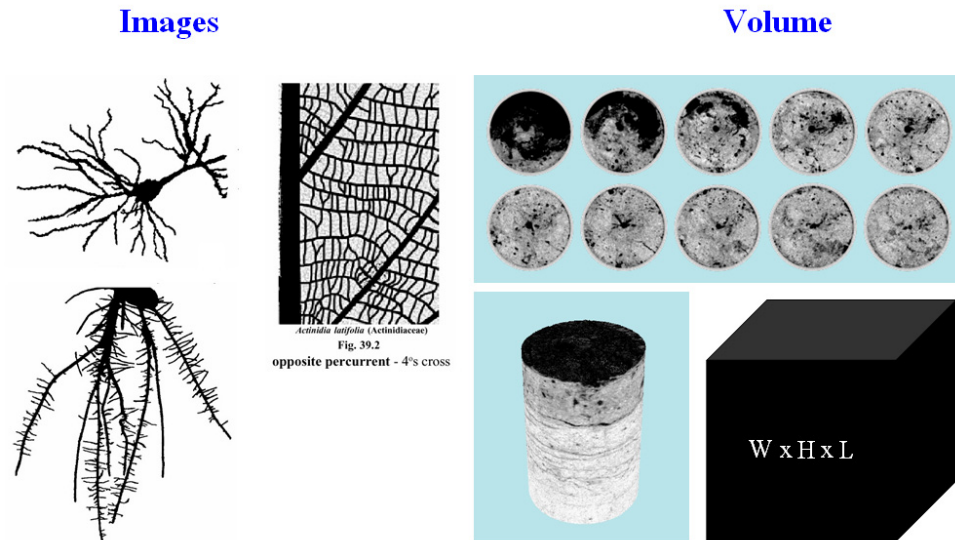 Images
Volume
Actinidia latifolia (Actinidiaceae)
Fig. 39.2
opposite percurrent - 4°s cross
W x H x L